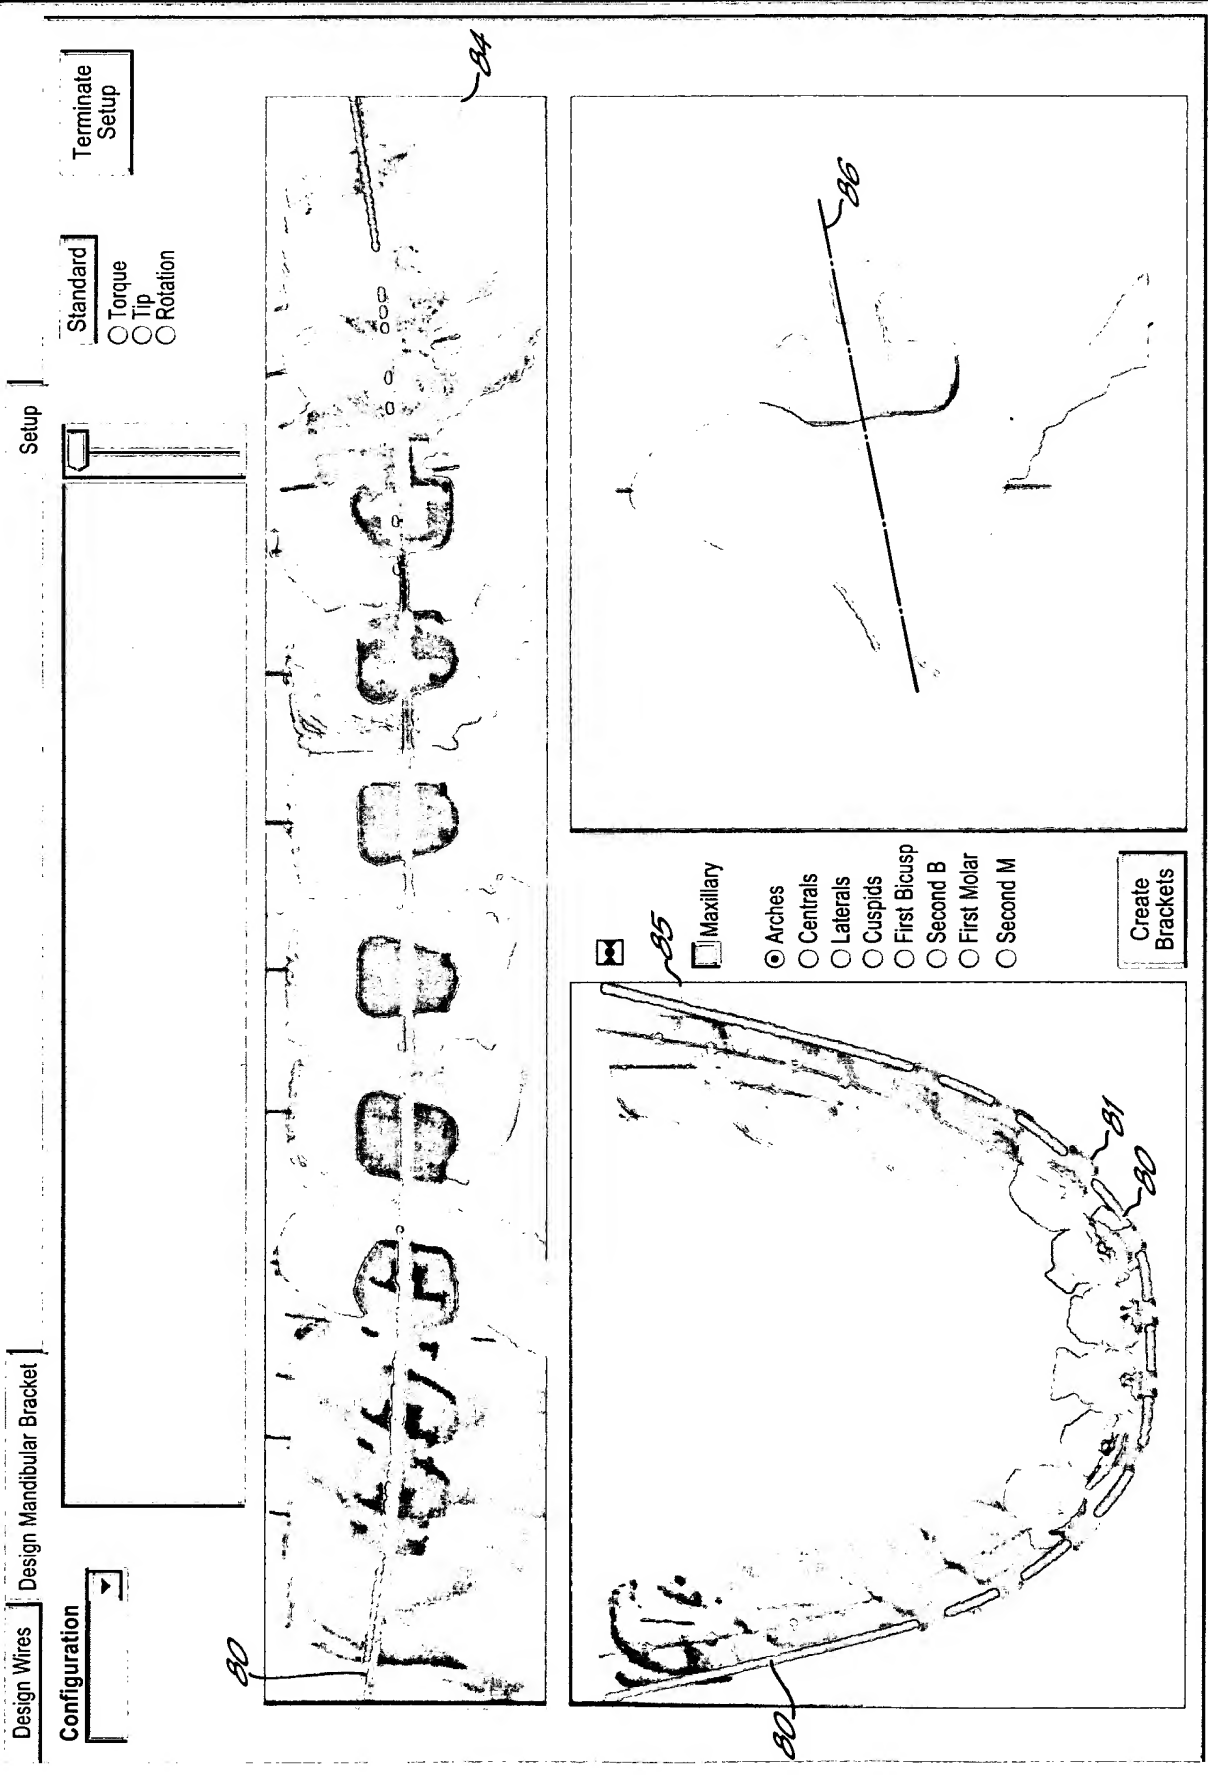 Design Wires
Design Mandibular Bracket
Setup
Configuration
Standard
Torque
Tip
Rotation
Terminate
Setup
80
84
85
Maxillary
Arches
Centrals
Laterals
Cuspids
First Bicusp
Second B
First Molar
Second M
Create
Brackets
80
81
80
86